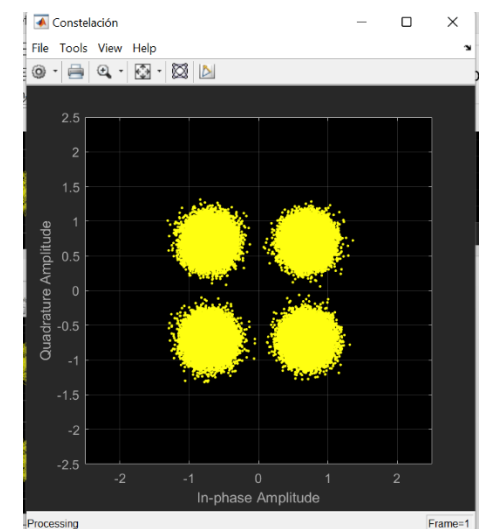 Constelación
File Tools View Help
2.5
2
1.5
1
0.5
0
-0.5
-1
-1.5
-2
-2.5
Quadrature Amplitude
-2 -1 0 1 2
In-phase Amplitude
Processing Frame=1